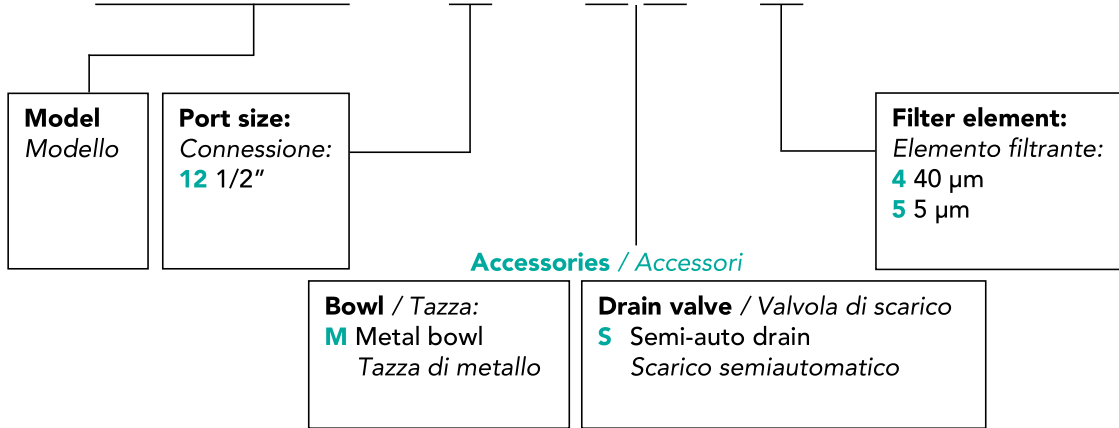 Model
Modello
Port size:
Connessione:
12 1/2”
Filter element:
Elemento filtrante:
4 40 µm
5 5 µm
Accessories / Accessori
Bowl / Tazza:
M Metal bowl
Tazza di metallo
Drain valve / Valvola di scarico
S Semi-auto drain
Scarico semiautomatico